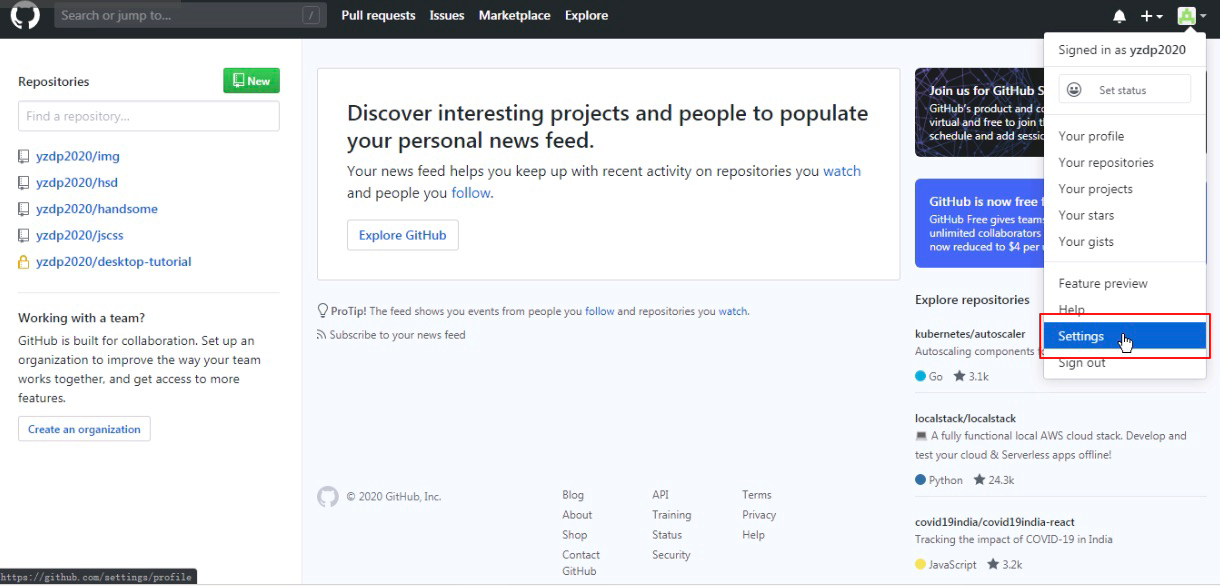 Search or jump to...
/
Pull requests
Issues
Marketplace
Explore
Repositories
New
Find a repository...
yzdp2020/img
yzdp2020/hsd
yzdp2020/handsome
yzdp2020/jscss
yzdp2020/desktop-tutorial
Working with a team?
GitHub is built for collaboration. Set up an
organization to improve the way your team
works together, and get access to more
features.
Create an organization
Discover interesting projects and people to populate
your personal news feed.
Your news feed helps you keep up with recent activity on repositories you watch
and people you follow.
Explore GitHub
ProTip! The feed shows you events from people you follow and repositories you watch.
Subscribe to your news feed
© 2020 GitHub, Inc.
Blog
About
Shop
Contact
GitHub
API
Training
Status
Security
Terms
Privacy
Help
Join us for GitHub S
GitHub's product and co
virtual and free to join th
schedule and add sessio
GitHub is now free f
GitHub Free gives teams
unlimited collaborators
now reduced to $4 per u
Explore repositories
kubernetes/autoscaler
Autoscaling components
Go
3.1k
localstack/localstack
A fully functional local AWS cloud stack. Develop and
test your cloud & Serverless apps offline!
Python
24.3k
covid19india/covid19india-react
Tracking the impact of COVID-19 in India
JavaScript
3.2k
Signed in as yzdp2020
Set status
Your profile
Your repositories
Your projects
Your stars
Your gists
Feature preview
Help
Settings
Sign out
https://github.com/settings/profile